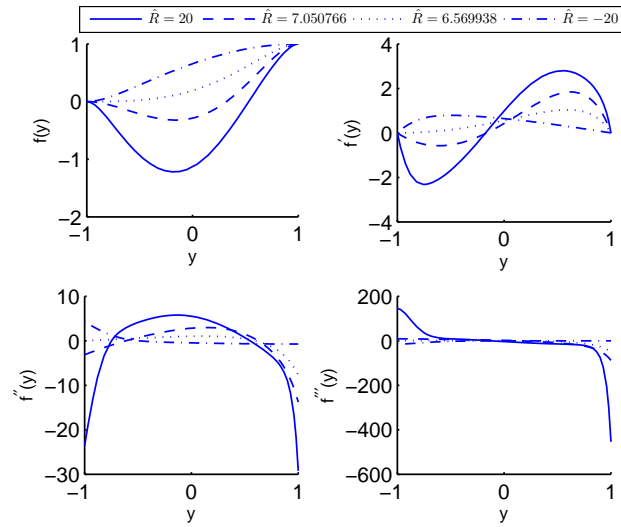 R̂ = 20 R̂ = 7.050766 R̂ = 6.569938 R̂ = −20
1
0
−1
−2
f(y)
−1 0 1
y
4
2
0
−2
−4
f′(y)
−1 0 1
y
10
0
−10
−20
−30
f′′(y)
−1 0 1
y
200
0
−200
−400
−600
f′′′(y)
−1 0 1
y